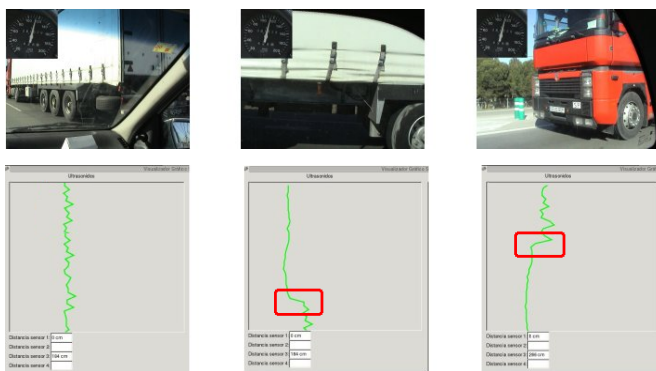 Visualizador Gráfico
Ultrasonidos
Distancia sensor 1: 0 cm
Distancia sensor 2:
Distancia sensor 3: 184 cm
Distancia sensor 4:
Visualizador Gráfico
Ultrasonidos
Distancia sensor 1:
Distancia sensor 2:
Distancia sensor 3: 184 cm
Distancia sensor 4:
Visualizador Gráfico
Ultrasonidos
Distancia sensor 1:
Distancia sensor 2:
Distancia sensor 3:
Distancia sensor 4: